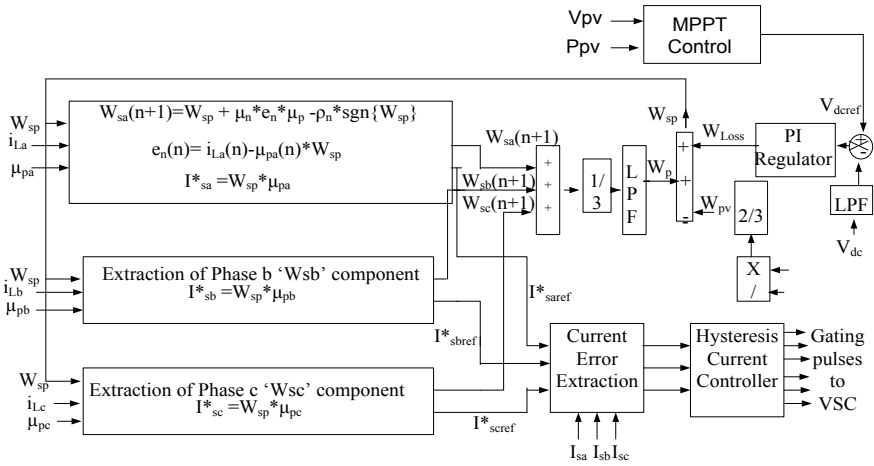 Vpv
Ppv
MPPT
Control
V_dcref
W_sp
i_La
μ_pa
W_sa(n+1)=W_sp + μ_n*e_n*μ_p -ρ_n*sgn{W_sp}
e_n(n)= i_La(n)-μ_pa(n)*W_sp
I*_sa =W_sp*μ_pa
W_sa(n+1)
W_sb(n+1)
W_sc(n+1)
+
+
+
1/
3
L
P
F
W_p
W_sp
+
+
-
W_Loss
W_pv
PI
Regulator
+
-
LPF
V_dc
2/3
X
/
W_sp
i_Lb
μ_pb
Extraction of Phase b ‘Wsb’ component
I*_sb =W_sp*μ_pb
I*_sbref
I*_saref
W_sp
i_Lc
μ_pc
Extraction of Phase c ‘Wsc’ component
I*_sc =W_sp*μ_pc
I*_scref
Current
Error
Extraction
I_sa I_sb I_sc
Hysteresis
Current
Controller
Gating
pulses
to
VSC